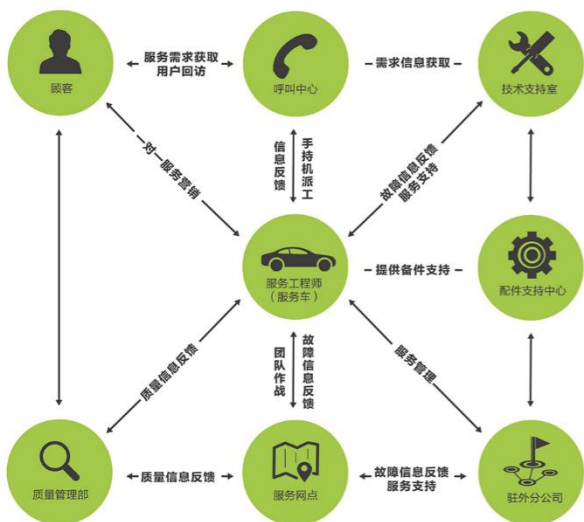 服务需求获取
用户回访
需求信息获取
顾客
呼叫中心
技术支持室
一对一服务营销
信息反馈
手持机派工
故障信息反馈
服务支持
服务工程师
（服务车）
提供备件支持
配件支持中心
质量信息反馈
团队作战
故障信息反馈
服务管理
质量管理部
质量信息反馈
服务网点
故障信息反馈
服务支持
驻外分公司